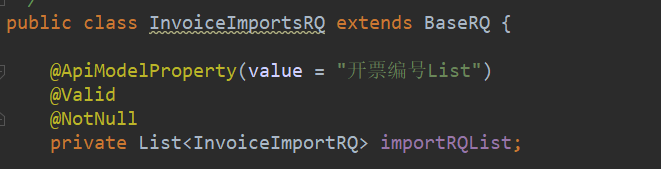 public class InvoiceImportsRQ extends BaseRQ {
@ApiModelProperty(value = "开票编号List")
@Valid
@NotNull
private List<InvoiceImportRQ> importRQList;